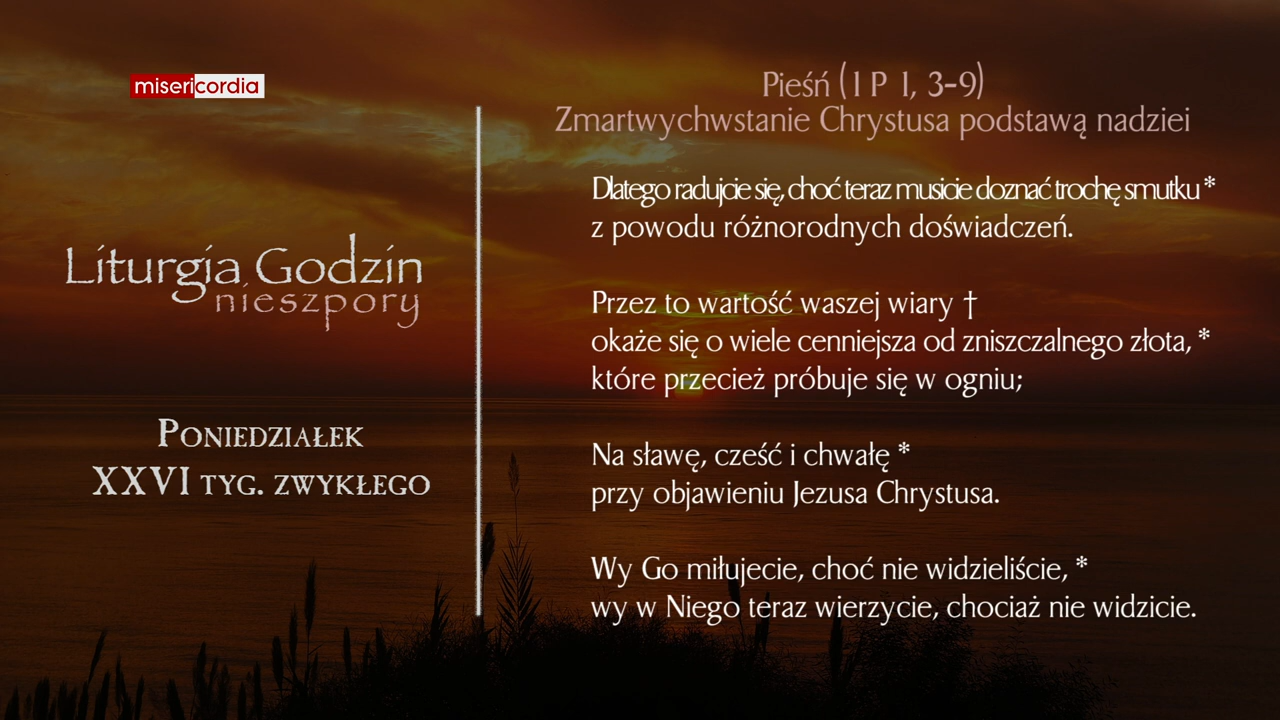 misericordia
Liturgia Godzin
nieszpory
Poniedziałek
XXVI tyg. zwykłego
Pieśń (1 P 1, 3-9)
Zmartwychwstanie Chrystusa podstawą nadziei
Dlatego radujcie się, choć teraz musicie doznać trochę smutku *
z powodu różnorodnych doświadczeń.
Przez to wartość waszej wiary †
okaże się o wiele cenniejsza od zniszczalnego złota, *
które przecież próbuje się w ogniu;
Na sławę, cześć i chwałę *
przy objawieniu Jezusa Chrystusa.
Wy Go miłujecie, choć nie widzieliście, *
wy w Niego teraz wierzycie, chociaż nie widzicie.